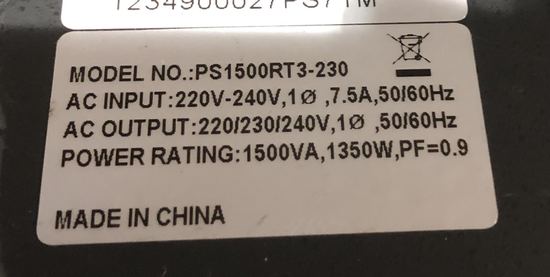 1234900027PS71M
MODEL NO.:PS1500RT3-230
AC INPUT:220V-240V,1Ø ,7.5A,50/60Hz
AC OUTPUT:220/230/240V,1Ø ,50/60Hz
POWER RATING:1500VA,1350W,PF=0.9
MADE IN CHINA